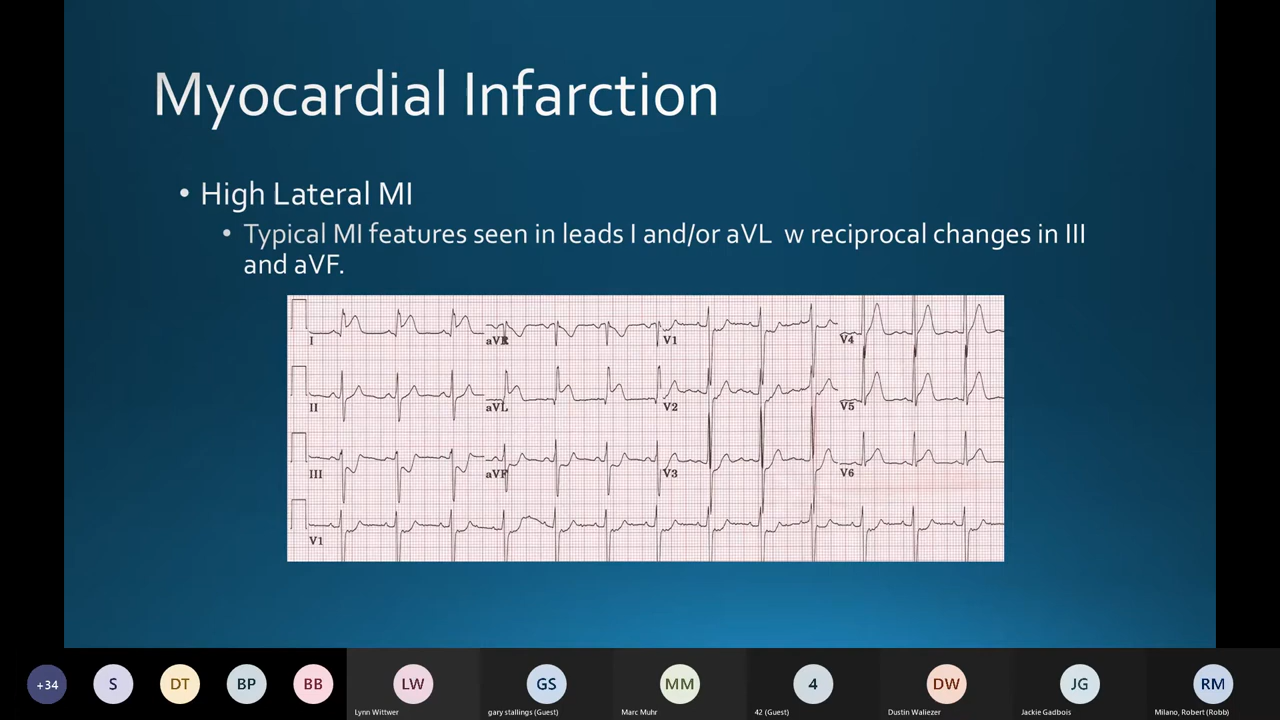 Myocardial Infarction
• High Lateral MI
• Typical MI features seen in leads I and/or aVL w reciprocal changes in III
and aVF.
I aVR V1 V4
II aVL V2 V5
III aVF V3 V6
V1
+34 S DT BP BB LW GS MM 4 DW JG RM
Lynn Wittwer gary stallings (Guest) Marc Muhr 42 (Guest) Dustin Waliezer Jackie Gadbois Milano, Robert (Robb)